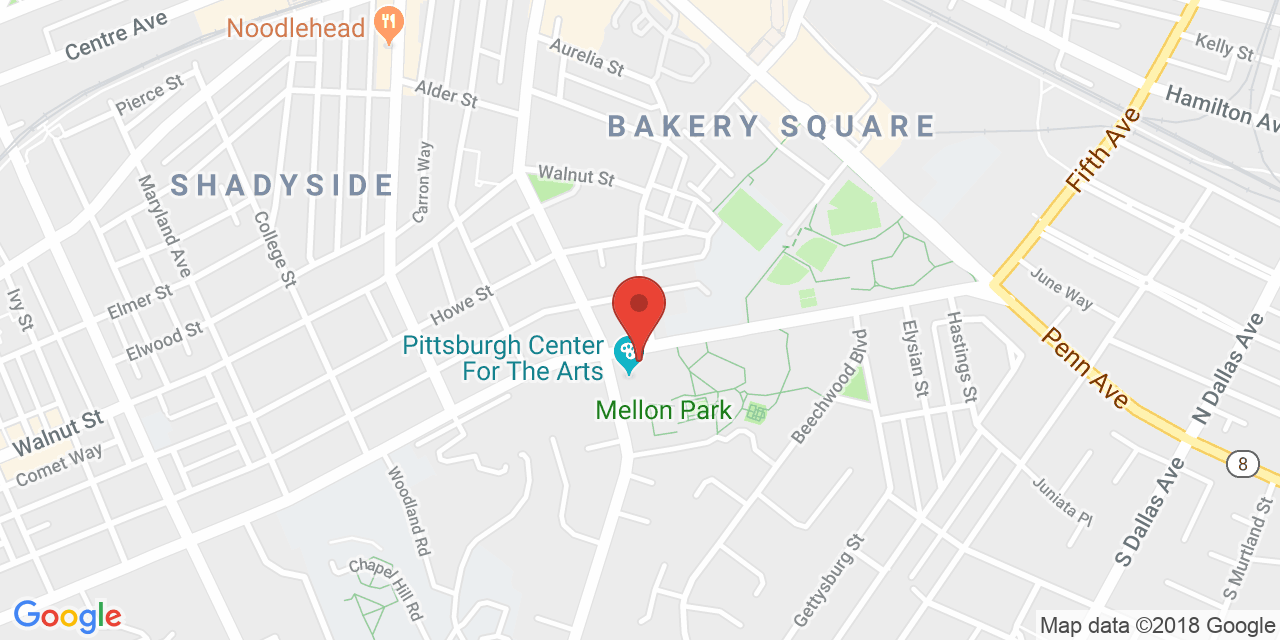 Centre Ave
Noodlehead
Aurelia St
Kelly St
Pierce St
Alder St
Hamilton Av
BAKERY SQUARE
Fifth Ave
SHADYSIDE
Carron Way
Walnut St
Maryland Ave
College St
Ivy St
Elmer St
Howe St
June Way
Elwood St
Pittsburgh Center
For The Arts
Beechwood Blvd
Elysian St
Hastings St
Penn Ave
N Dallas Ave
Mellon Park
Walnut St
Comet Way
8
Woodland Rd
Juniata Pl
S Dallas Ave
S Murtland St
Chapel Hill Rd
Gettysburg St
Google
Map data ©2018 Google